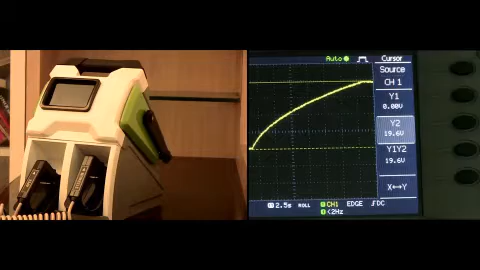 Auto
Cursor
Source
CH 1
Y1
0.00V
Y2
19.6V
Y1Y2
19.6V
X↔Y
2.5s ROLL CH1 EDGE DC
<2Hz